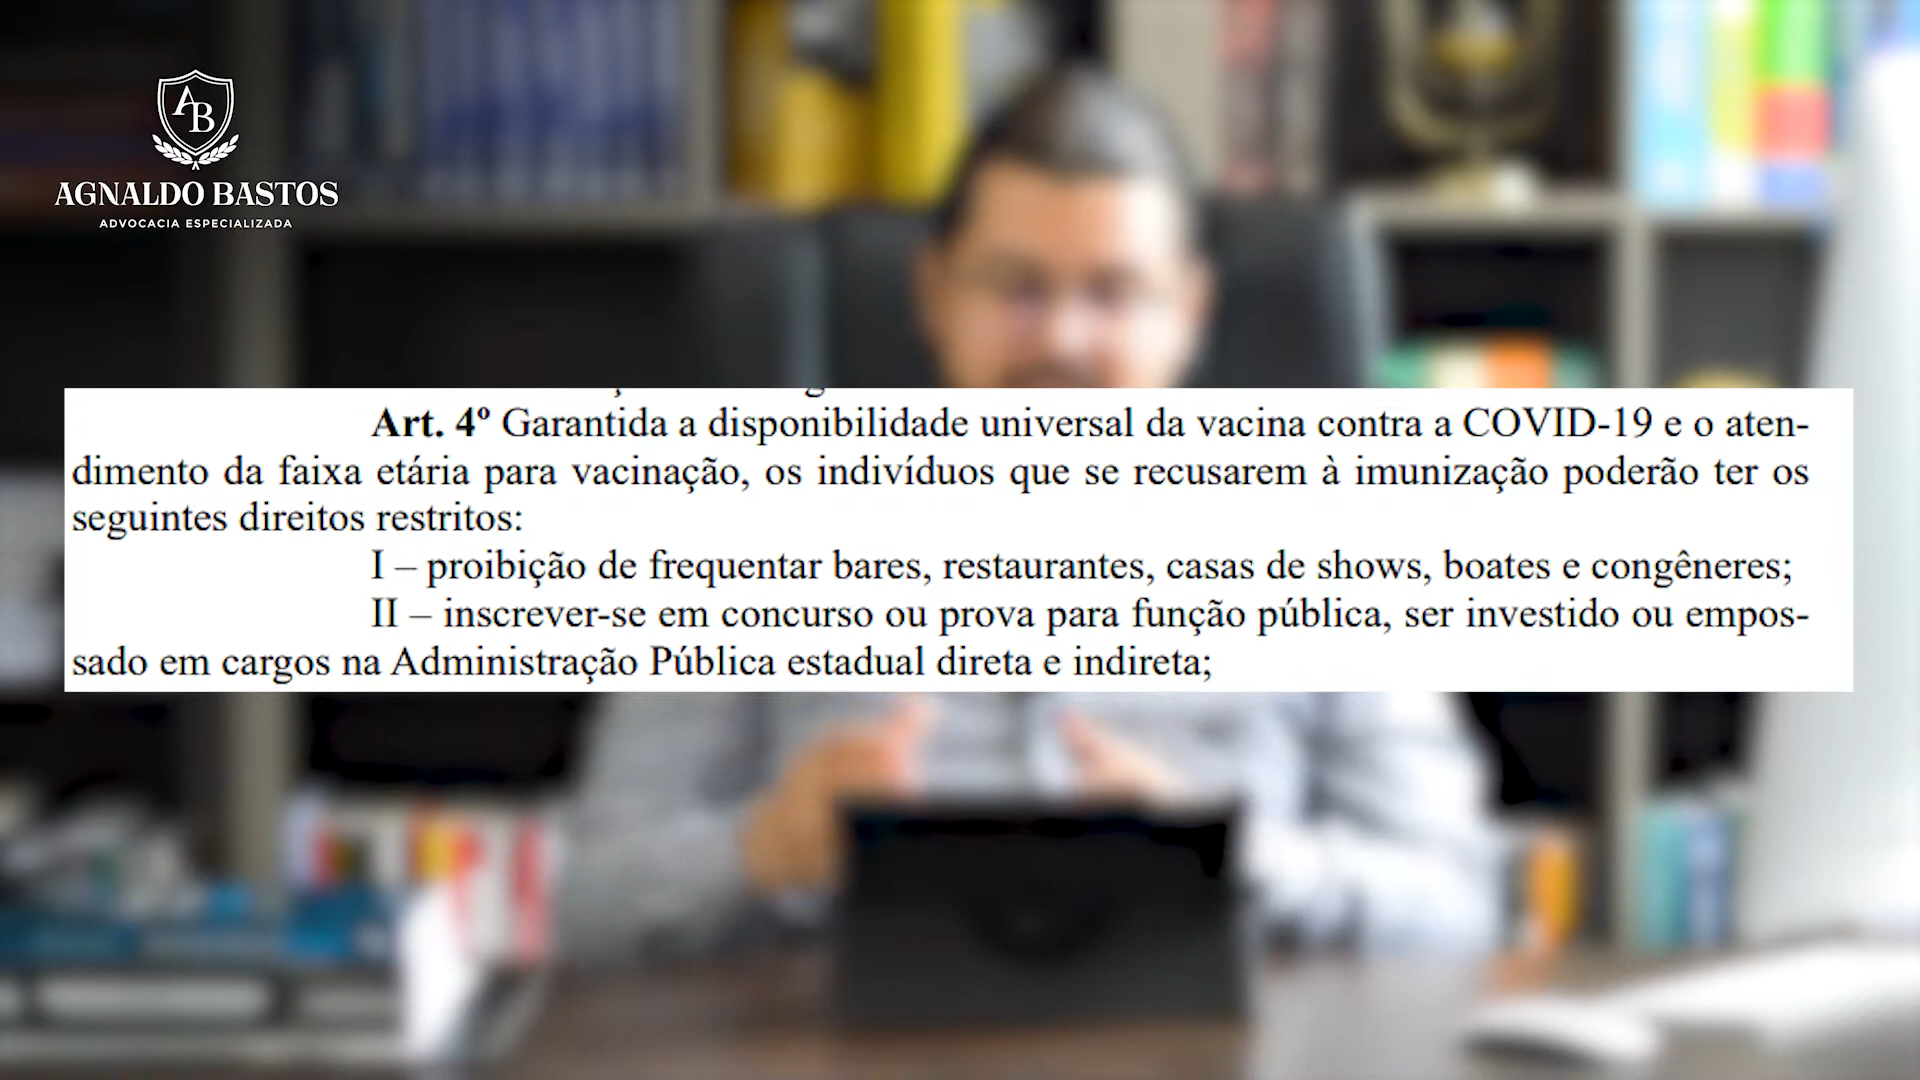 AB
AGNALDO BASTOS
ADVOCACIA ESPECIALIZADA
Art. 4º Garantida a disponibilidade universal da vacina contra a COVID-19 e o aten-
dimento da faixa etária para vacinação, os indivíduos que se recusarem à imunização poderão ter os
seguintes direitos restritos:
I – proibição de frequentar bares, restaurantes, casas de shows, boates e congêneres;
II – inscrever-se em concurso ou prova para função pública, ser investido ou empos-
sado em cargos na Administração Pública estadual direta e indireta;